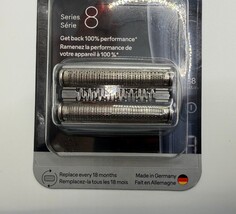 Series
Série 8
Get back 100% performance*
Ramenez la performance de
votre appareil à 100 %*
Replace every 18 months
Remplacez-la tous les 18 mois
Made in Germany
Fait en Allemagne